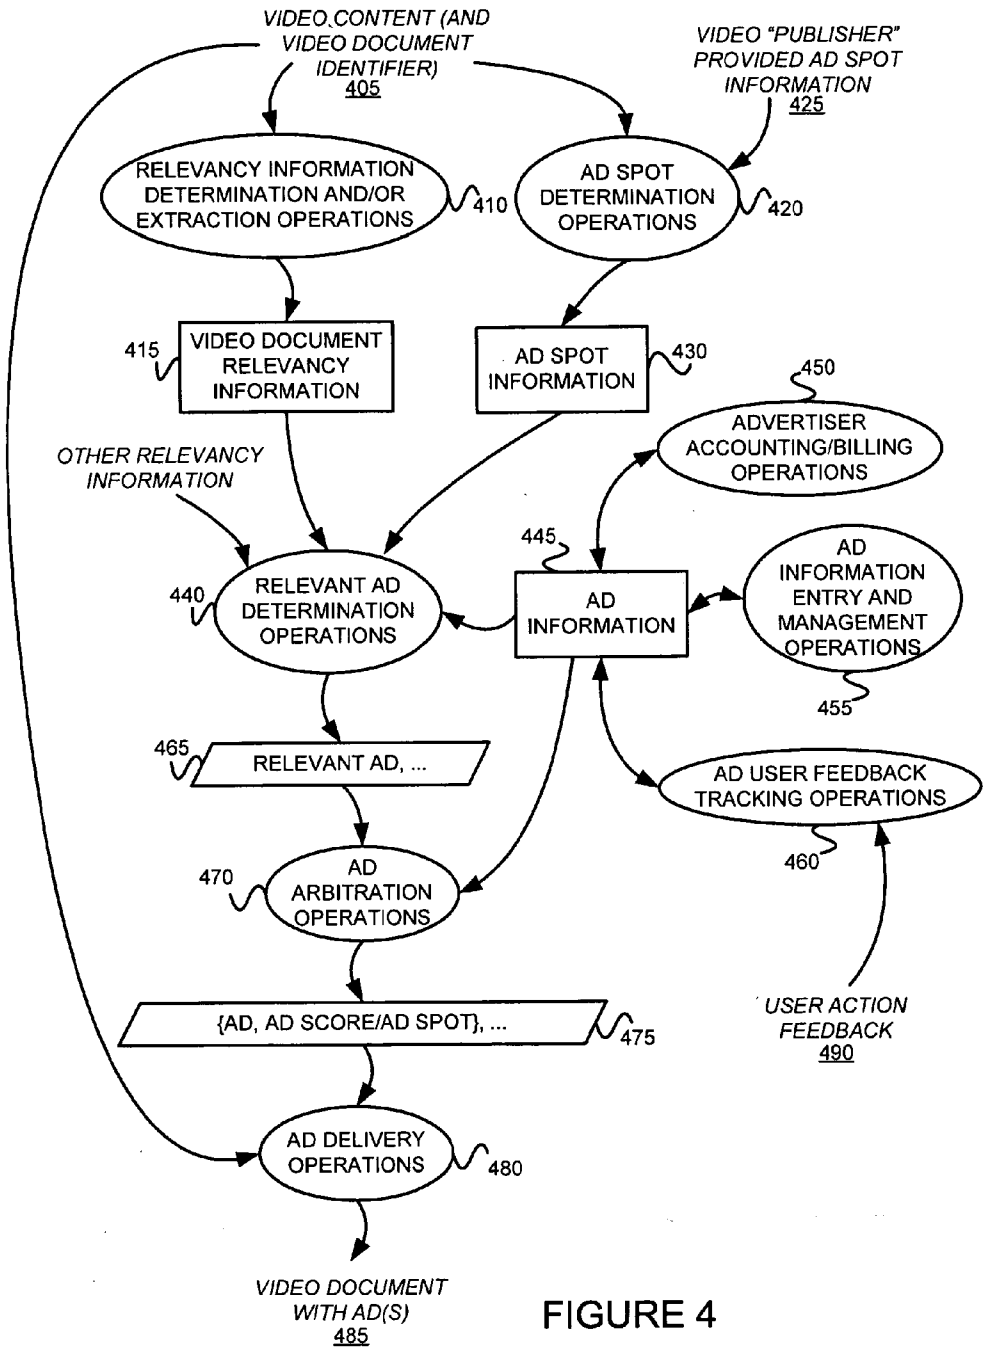 VIDEO CONTENT (AND
VIDEO DOCUMENT
IDENTIFIER)
405
VIDEO "PUBLISHER"
PROVIDED AD SPOT
INFORMATION
425
RELEVANCY INFORMATION
DETERMINATION AND/OR
EXTRACTION OPERATIONS
410
AD SPOT
DETERMINATION
OPERATIONS
420
415
VIDEO DOCUMENT
RELEVANCY
INFORMATION
AD SPOT
INFORMATION
430
450
ADVERTISER
ACCOUNTING/BILLING
OPERATIONS
OTHER RELEVANCY
INFORMATION
445
AD
INFORMATION
AD
INFORMATION
ENTRY AND
MANAGEMENT
OPERATIONS
455
440
RELEVANT AD
DETERMINATION
OPERATIONS
465
RELEVANT AD, ...
AD USER FEEDBACK
TRACKING OPERATIONS
460
470
AD
ARBITRATION
OPERATIONS
{AD, AD SCORE/AD SPOT}, ...
475
USER ACTION
FEEDBACK
490
AD DELIVERY
OPERATIONS
480
VIDEO DOCUMENT
WITH AD(S)
485
FIGURE 4